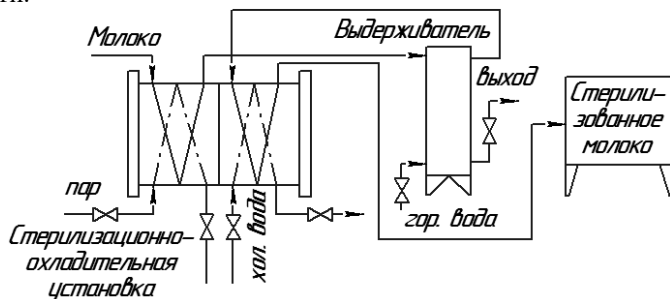 Молоко
Выдерживатель
выход
Стерили-
зованное
молоко
пар
гор. вода
хол. вода
Стерилизационно-
охладительная
установка